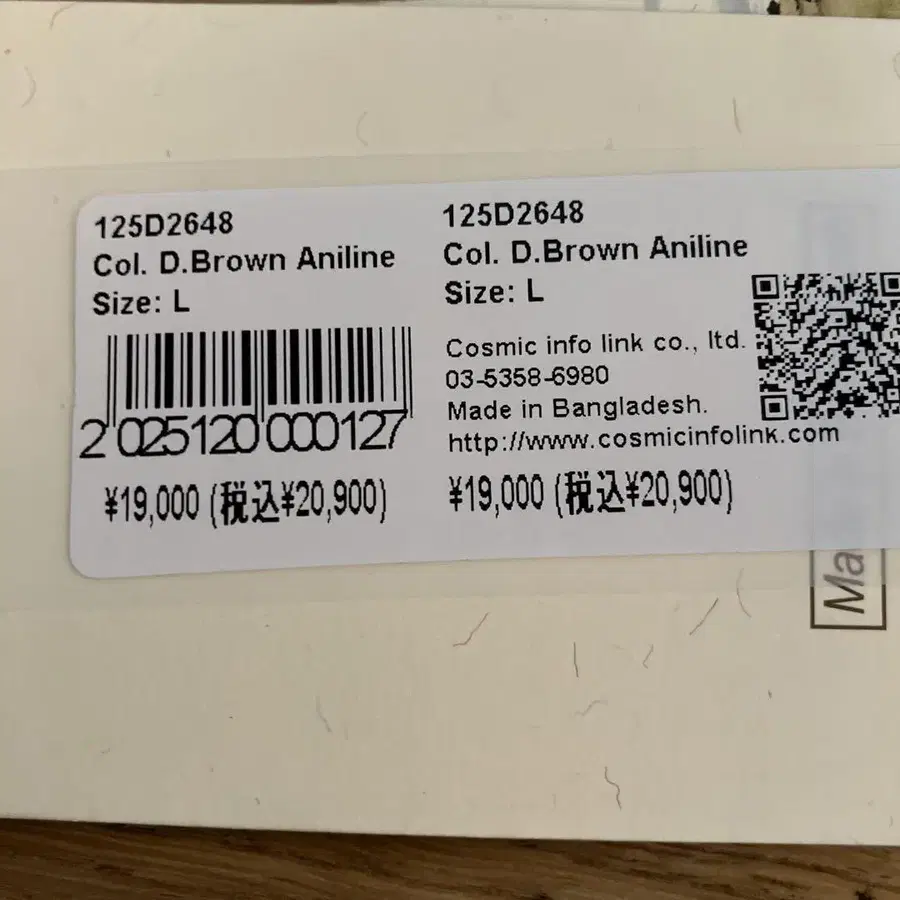 125D2648
Col. D.Brown Aniline
Size: L
2 025120 000127
¥19,000 (税込¥20,900)
125D2648
Col. D.Brown Aniline
Size: L
Cosmic info link co., ltd.
03-5358-6980
Made in Bangladesh.
http://www.cosmicinfolink.com
¥19,000 (税込¥20,900)
Ma